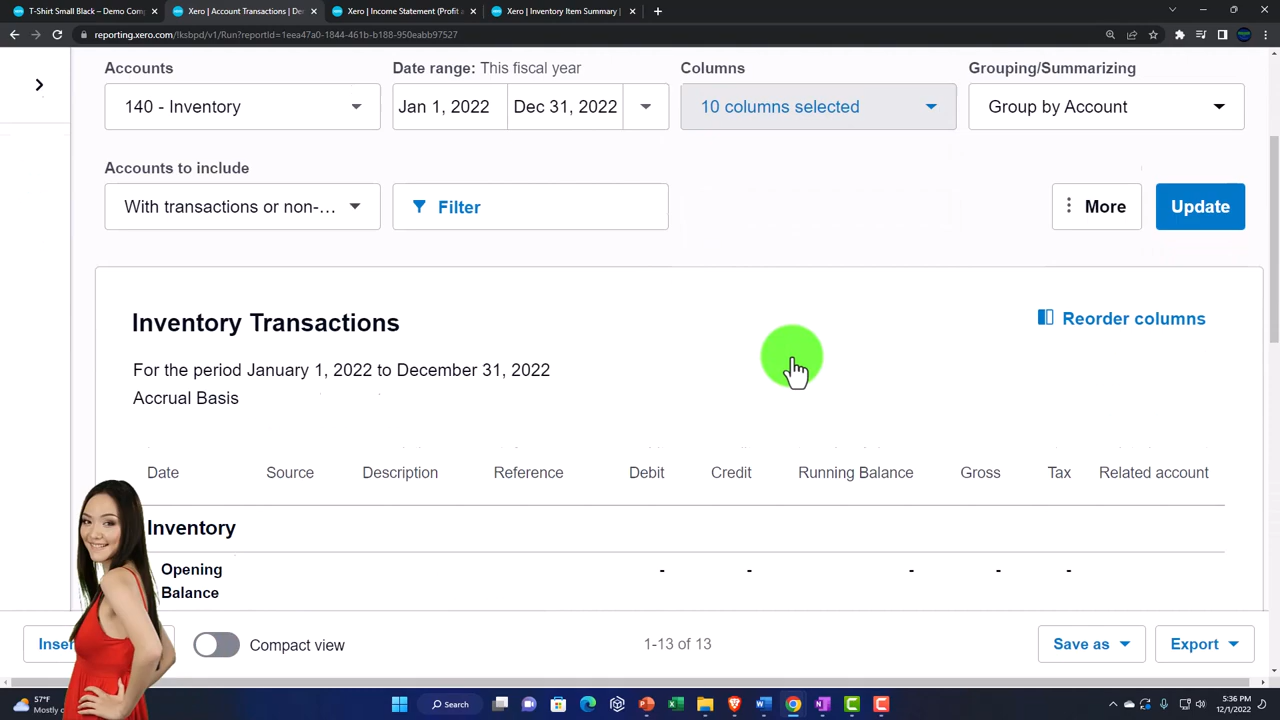 T-Shirt Small Black – Demo Comp
Xero | Account Transactions | De
Xero | Income Statement (Profit a
Xero | Inventory Item Summary |
reporting.xero.com/!ksbpd/v1/Run?reportId=1eea47a0-1844-461b-b188-950eabb97527
Accounts
Date range: This fiscal year
Columns
Grouping/Summarizing
140 - Inventory
Jan 1, 2022
Dec 31, 2022
10 columns selected
Group by Account
Accounts to include
With transactions or non-...
Filter
More
Update
Inventory Transactions
Reorder columns
For the period January 1, 2022 to December 31, 2022
Accrual Basis
Date Source Description Reference Debit Credit Running Balance Gross Tax Related account
Inventory
Opening - - - - -
Balance
Inser
Compact view
1-13 of 13
Save as
Export
57°F
Mostly c
Search
5:36 PM
12/1/2022